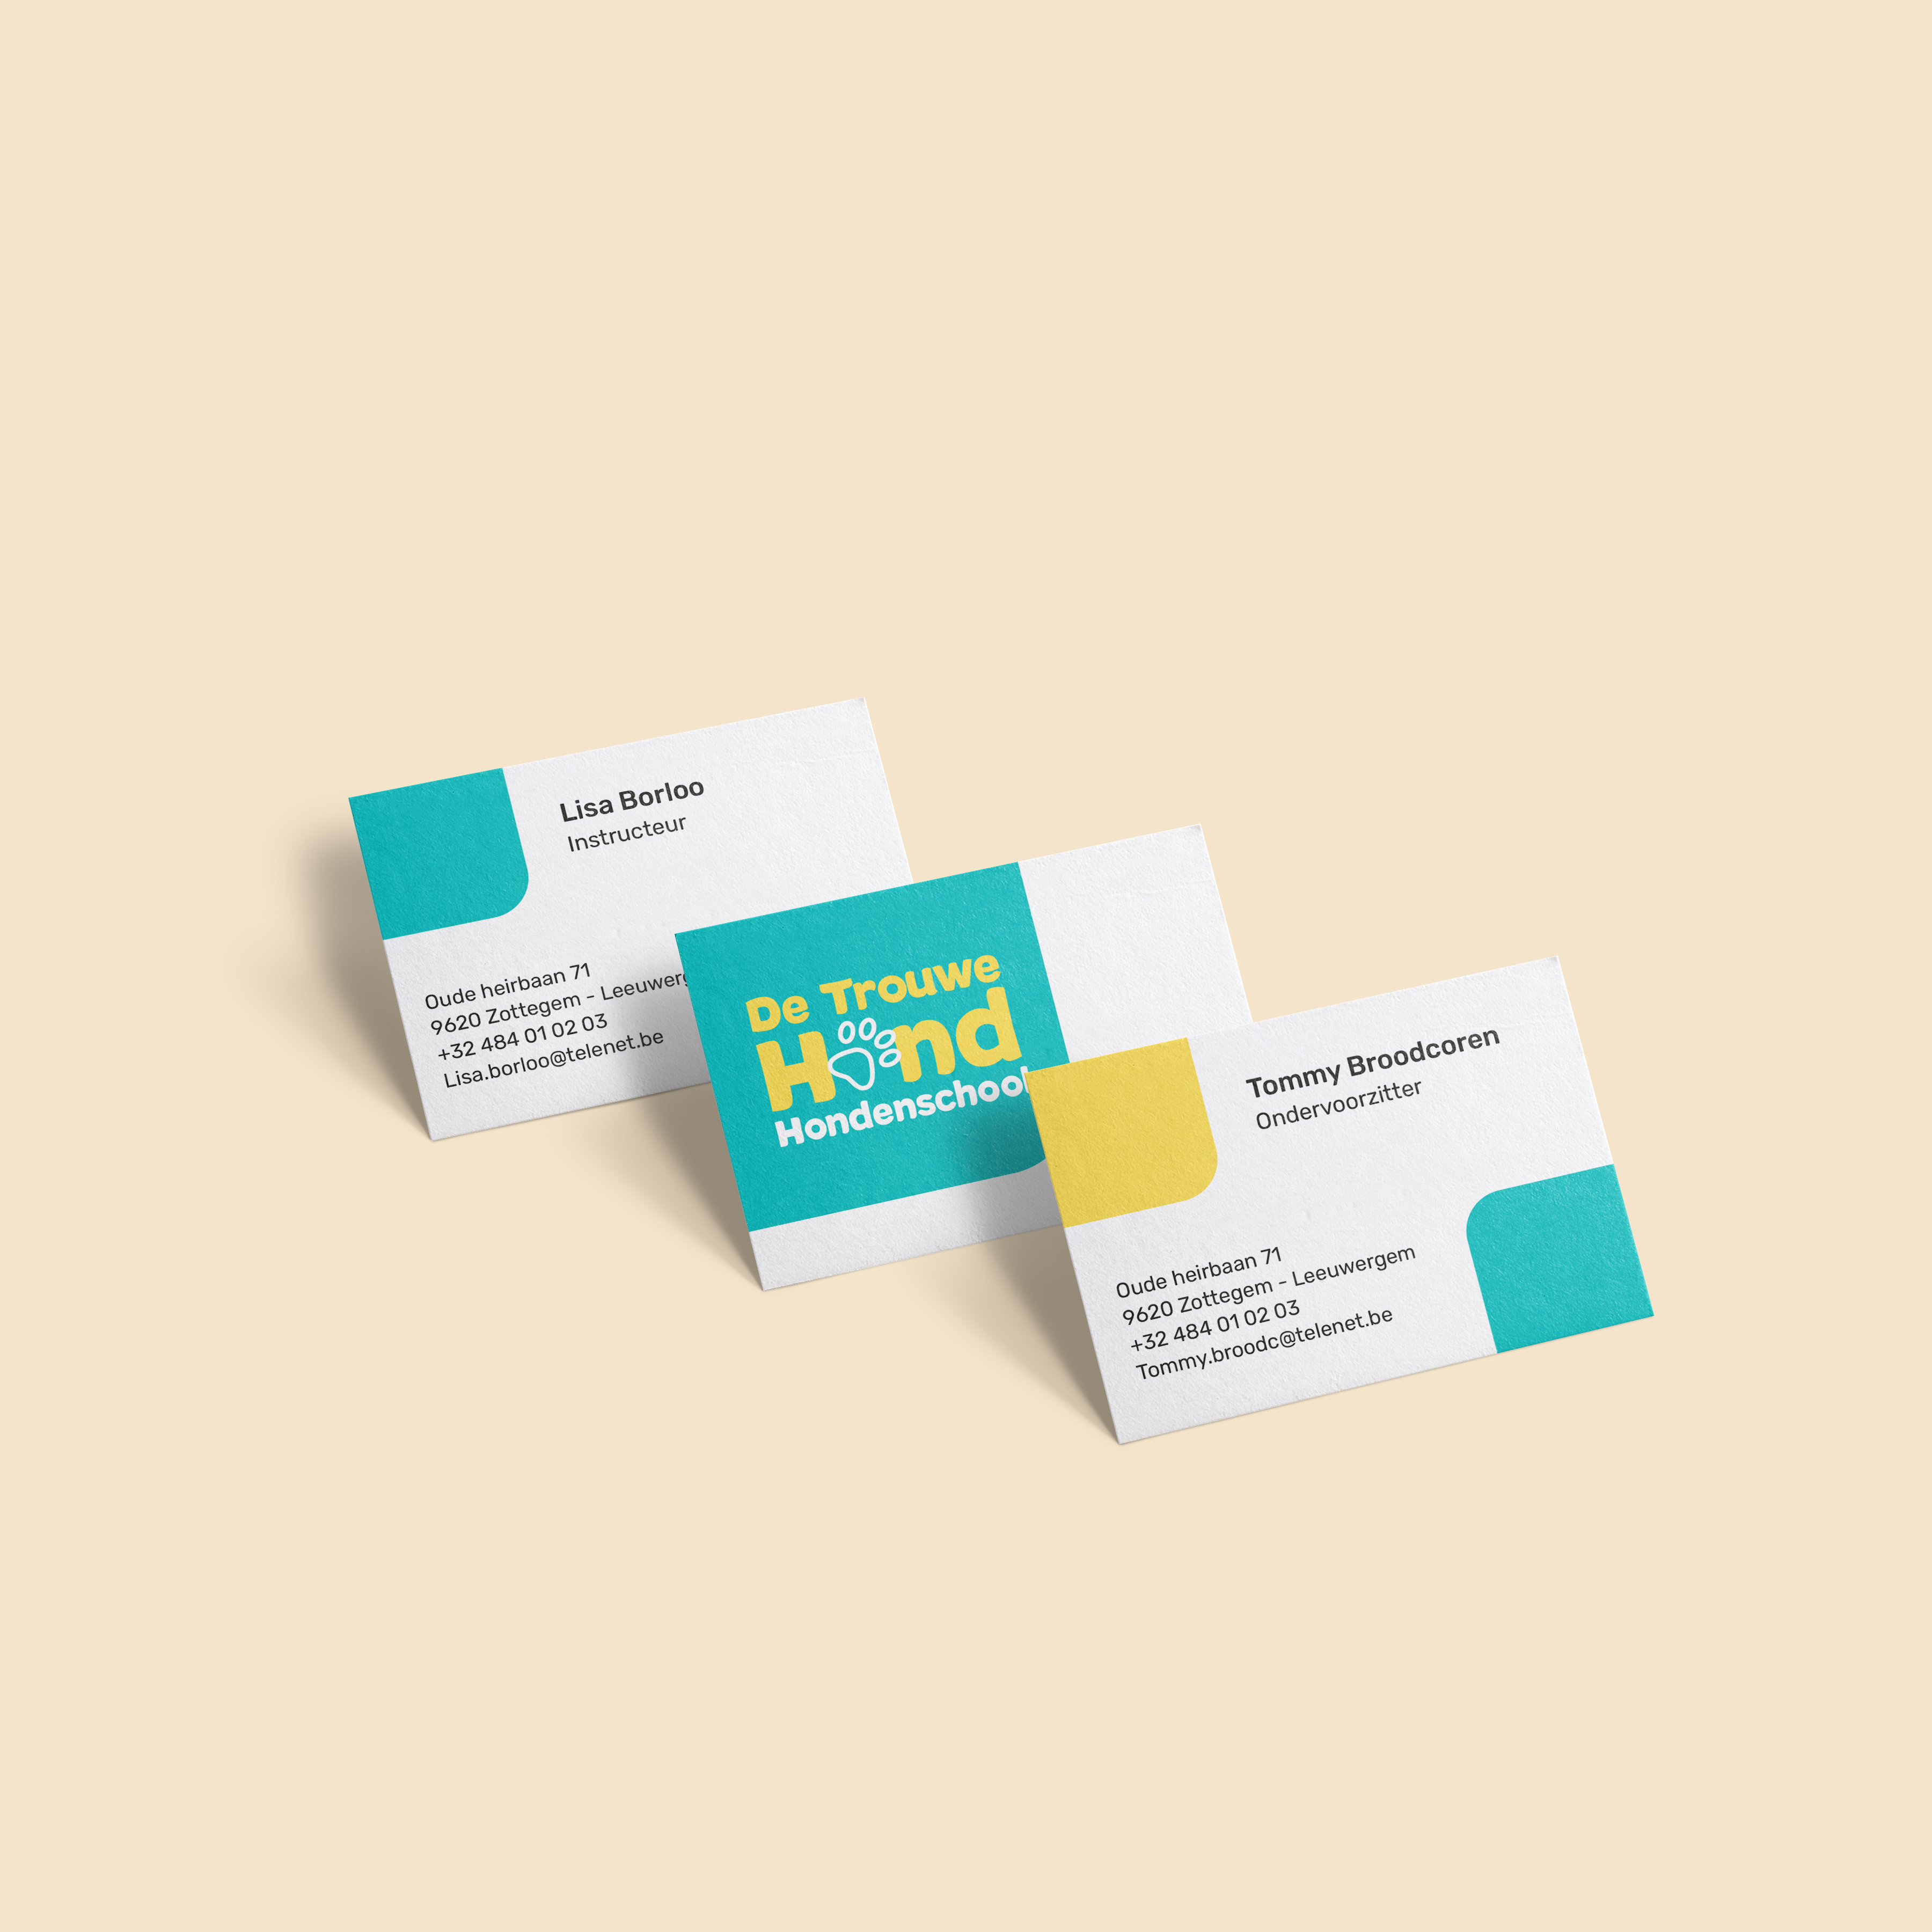 Lisa Borloo
Instructeur
Oude heirbaan 71
9620 Zottegem -
+32 484 01 02 03
Lisa.borloo@telenet.be
De Trouwe
Hond
Hondenschool
Tommy Broodcoren
Ondervoorzitter
Oude heirbaan 71
9620 Zottegem - Leeuwergem
+32 484 01 02 03
Tommy.broodc@telenet.be